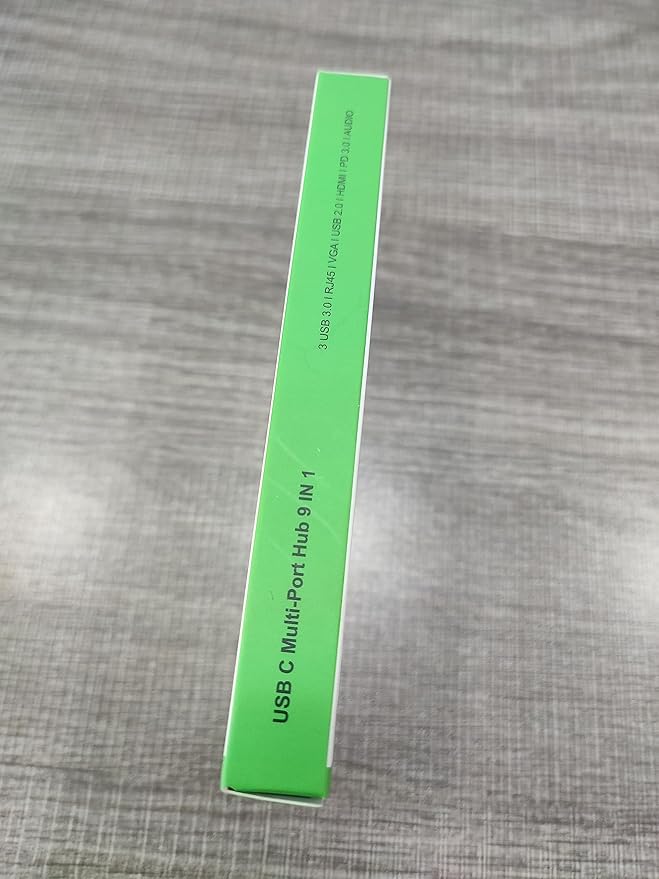 USB C Multi-Port Hub 9 IN 1
3 USB 3.0 I RJ45 I VGA I USB 2.0 I HDMI I PD 3.0 I AUDIO